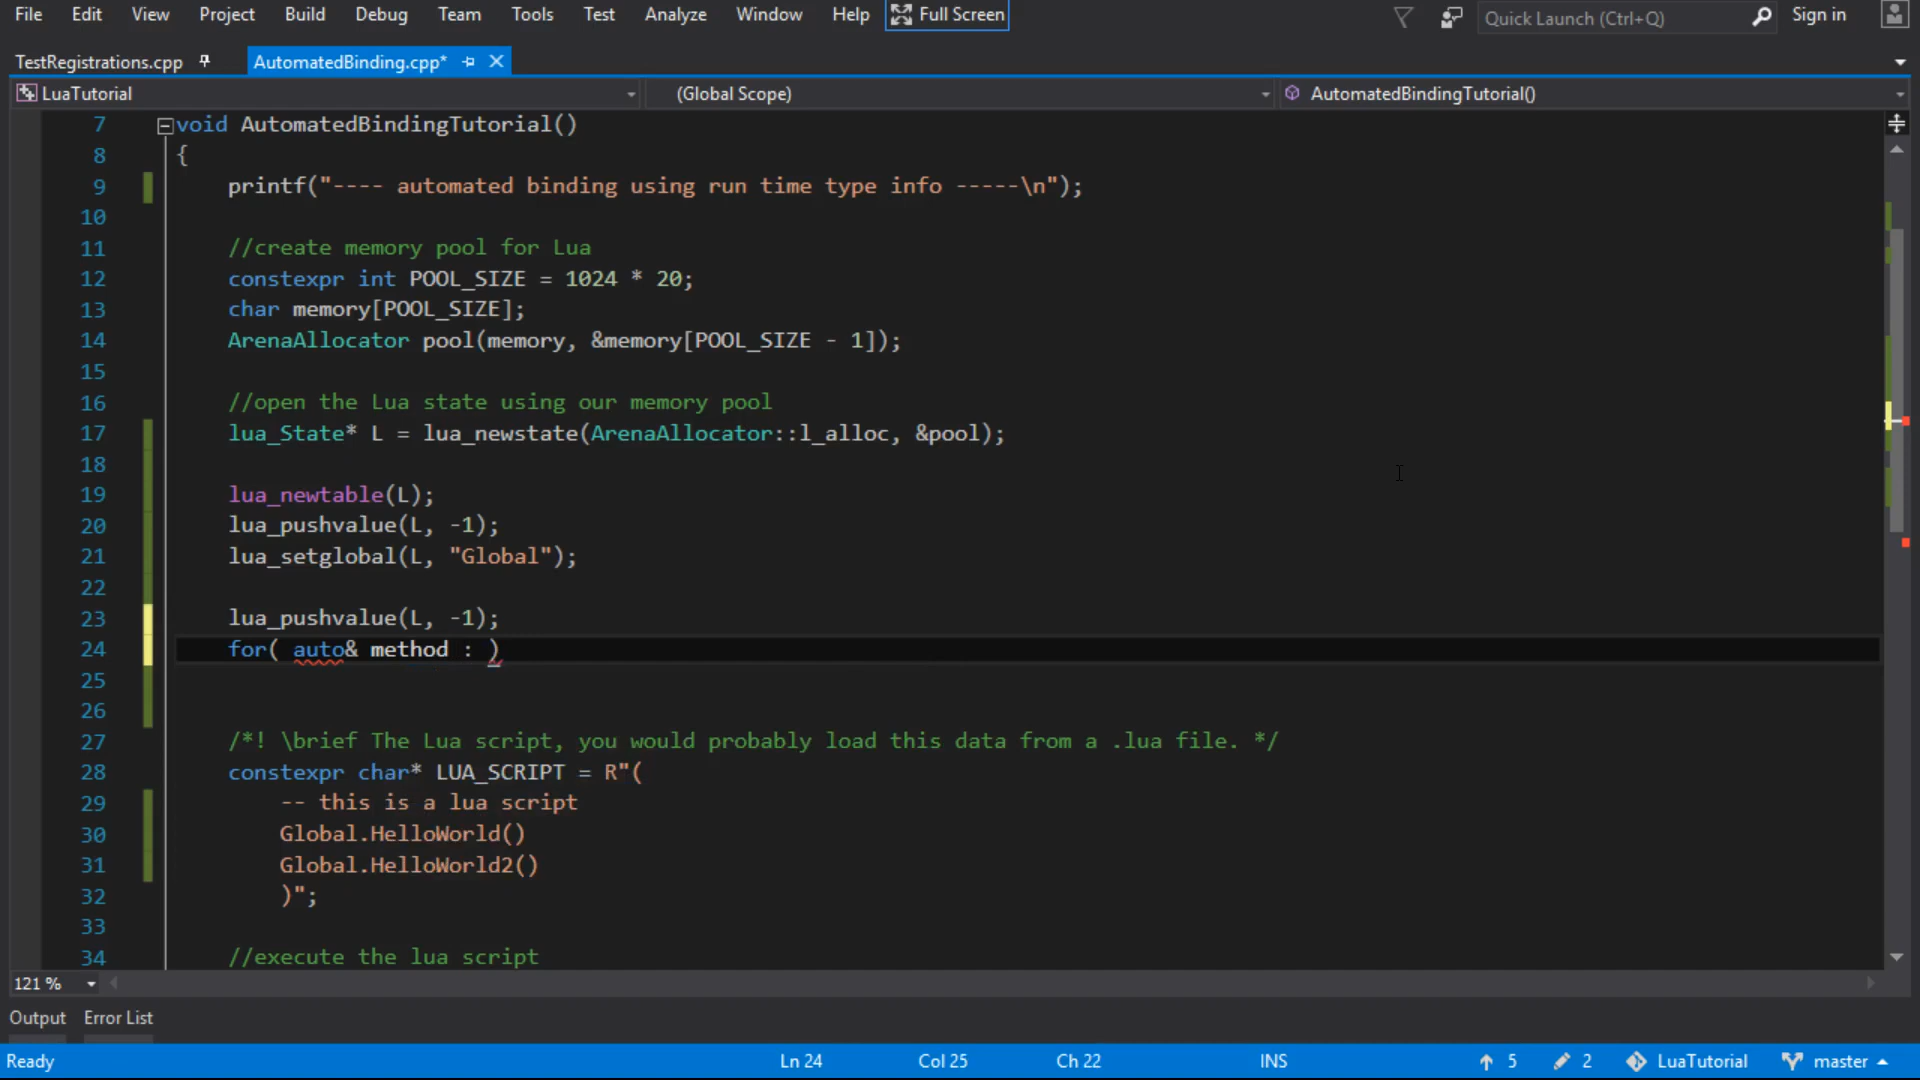 File Edit View Project Build Debug Team Tools Test Analyze Window Help Full Screen Quick Launch (Ctrl+Q) Sign in
TestRegistrations.cpp AutomatedBinding.cpp*
LuaTutorial (Global Scope) AutomatedBindingTutorial()
7 void AutomatedBindingTutorial()
8 {
9 printf("---- automated binding using run time type info -----\n");
10
11 //create memory pool for Lua
12 constexpr int POOL_SIZE = 1024 * 20;
13 char memory[POOL_SIZE];
14 ArenaAllocator pool(memory, &memory[POOL_SIZE - 1]);
15
16 //open the Lua state using our memory pool
17 lua_State* L = lua_newstate(ArenaAllocator::l_alloc, &pool);
18
19 lua_newtable(L);
20 lua_pushvalue(L, -1);
21 lua_setglobal(L, "Global");
22
23 lua_pushvalue(L, -1);
24 for( auto& method : )
25
26
27 /*! \brief The Lua script, you would probably load this data from a .lua file. */
28 constexpr char* LUA_SCRIPT = R"(
29 -- this is a lua script
30 Global.HelloWorld()
31 Global.HelloWorld2()
32 )";
33
34 //execute the lua script
121 %
Output Error List
Ready Ln 24 Col 25 Ch 22 INS 5 2 LuaTutorial master